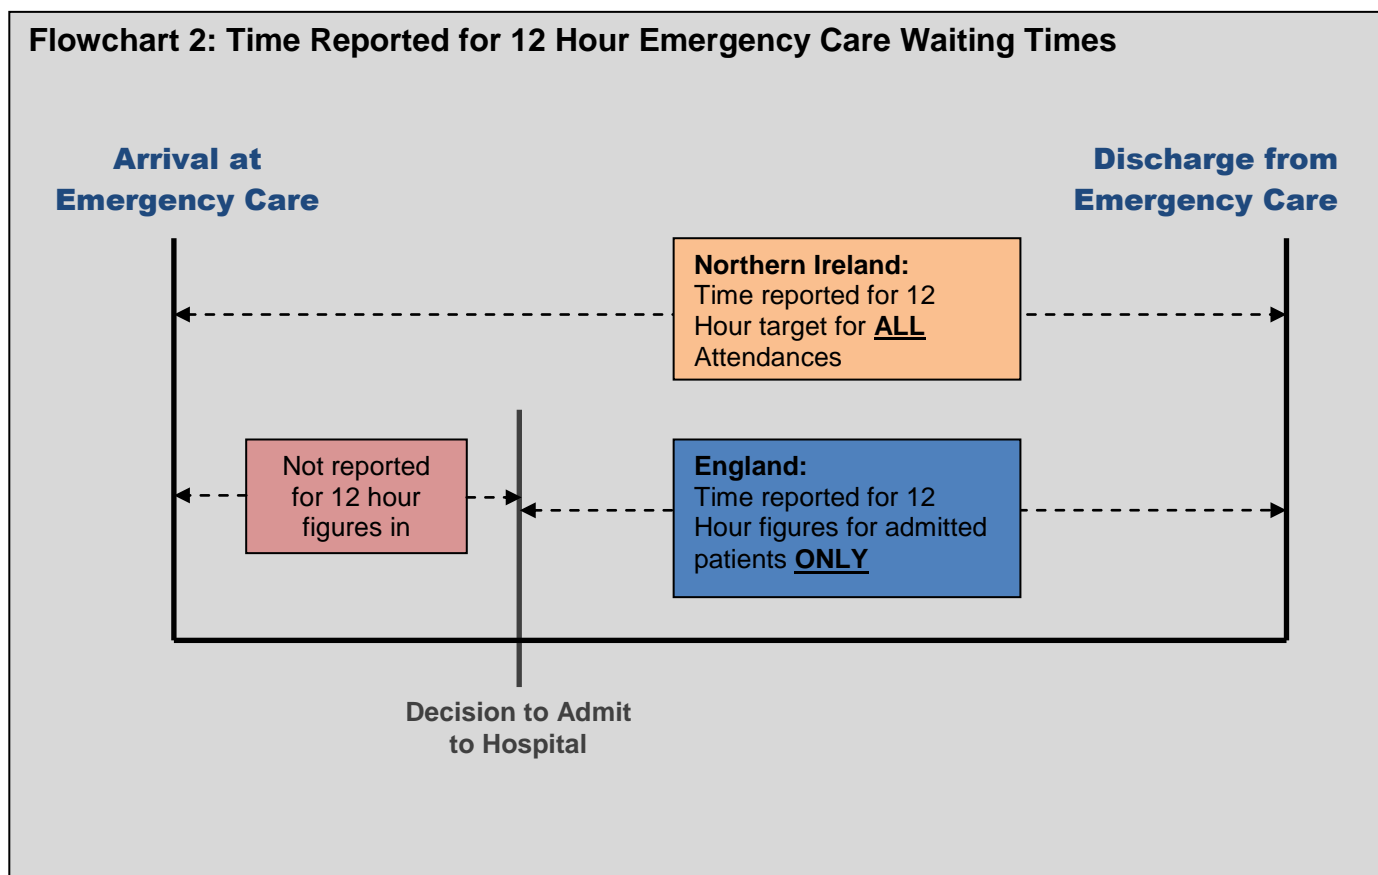 Flowchart 2: Time Reported for 12 Hour Emergency Care Waiting Times
Arrival at
Emergency Care
Discharge from
Emergency Care
Northern Ireland:
Time reported for 12
Hour target for ALL
Attendances
Not reported
for 12 hour
figures in
England:
Time reported for 12
Hour figures for admitted
patients ONLY
Decision to Admit
to Hospital